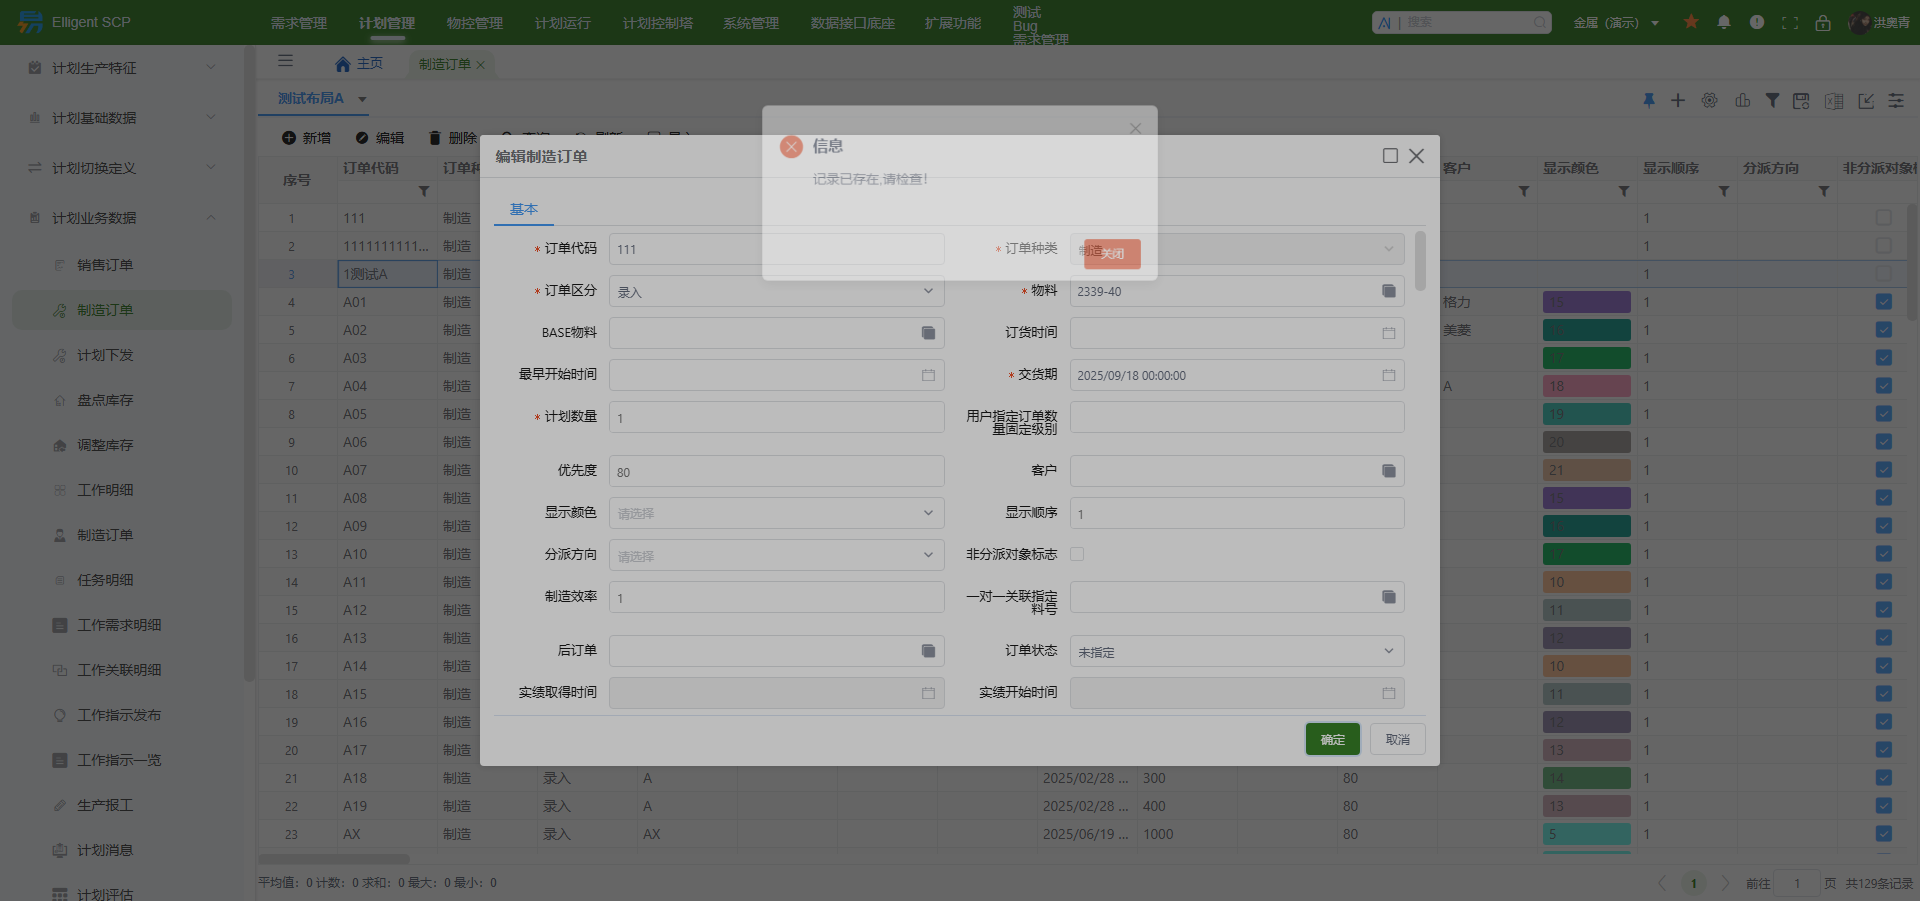 Elligent SCP
需求管理 计划管理 物控管理 计划运行 计划控制塔 系统管理 数据接口底座 扩展功能
测试
Bug
需求管理
搜索
金属（演示）
洪奥青
计划生产特征
计划基础数据
计划切换定义
计划业务数据
销售订单
制造订单
计划下发
盘点库存
调整库存
工作明细
制造订单
任务明细
工作需求明细
工作关联明细
工作指示发布
工作指示一览
生产报工
计划消息
计划评估
主页
制造订单
测试布局A
新增 编辑 删除
序号 订单代码 客户 显示颜色 显示顺序 分派方向
1 111 制造 1
2 1111111111... 制造 1
3 1测试A 制造 1
4 A01 制造 格力 15 1
5 A02 制造 美菱 1
6 A03 制造 1
7 A04 制造 A 18 1
8 A05 制造 19 1
9 A06 制造 20 1
10 A07 制造 21 1
11 A08 制造 15 1
12 A09 制造 1
13 A10 制造 1
14 A11 制造 10 1
15 A12 制造 11 1
16 A13 制造 12 1
17 A14 制造 10 1
18 A15 制造 11 1
19 A16 制造 12 1
20 A17 制造 13 1
21 A18 制造 录入 A 2025/02/28 ... 300 80 14 1
22 A19 制造 录入 A 2025/02/28 ... 400 80 13 1
23 AX 制造 录入 AX 2025/06/19 ... 1000 80 5 1
平均值: 0 计数: 0 求和: 0 最大: 0 最小: 0
1
前往 1 页 共129条记录
编辑制造订单
基本
* 订单代码 111
* 订单种类 制造
* 订单区分 录入
* 物料 2339-40
BASE物料
订货时间
最早开始时间
* 交货期 2025/09/18 00:00:00
* 计划数量 1
用户指定订单数
量固定级别
优先度 80
客户
显示颜色 请选择
显示顺序 1
分派方向 请选择
非分派对象标志
制造效率 1
一对一关联指定
料号
后订单
订单状态 未指定
实绩取得时间
实绩开始时间
确定 取消
信息
记录已存在,请检查!
关闭